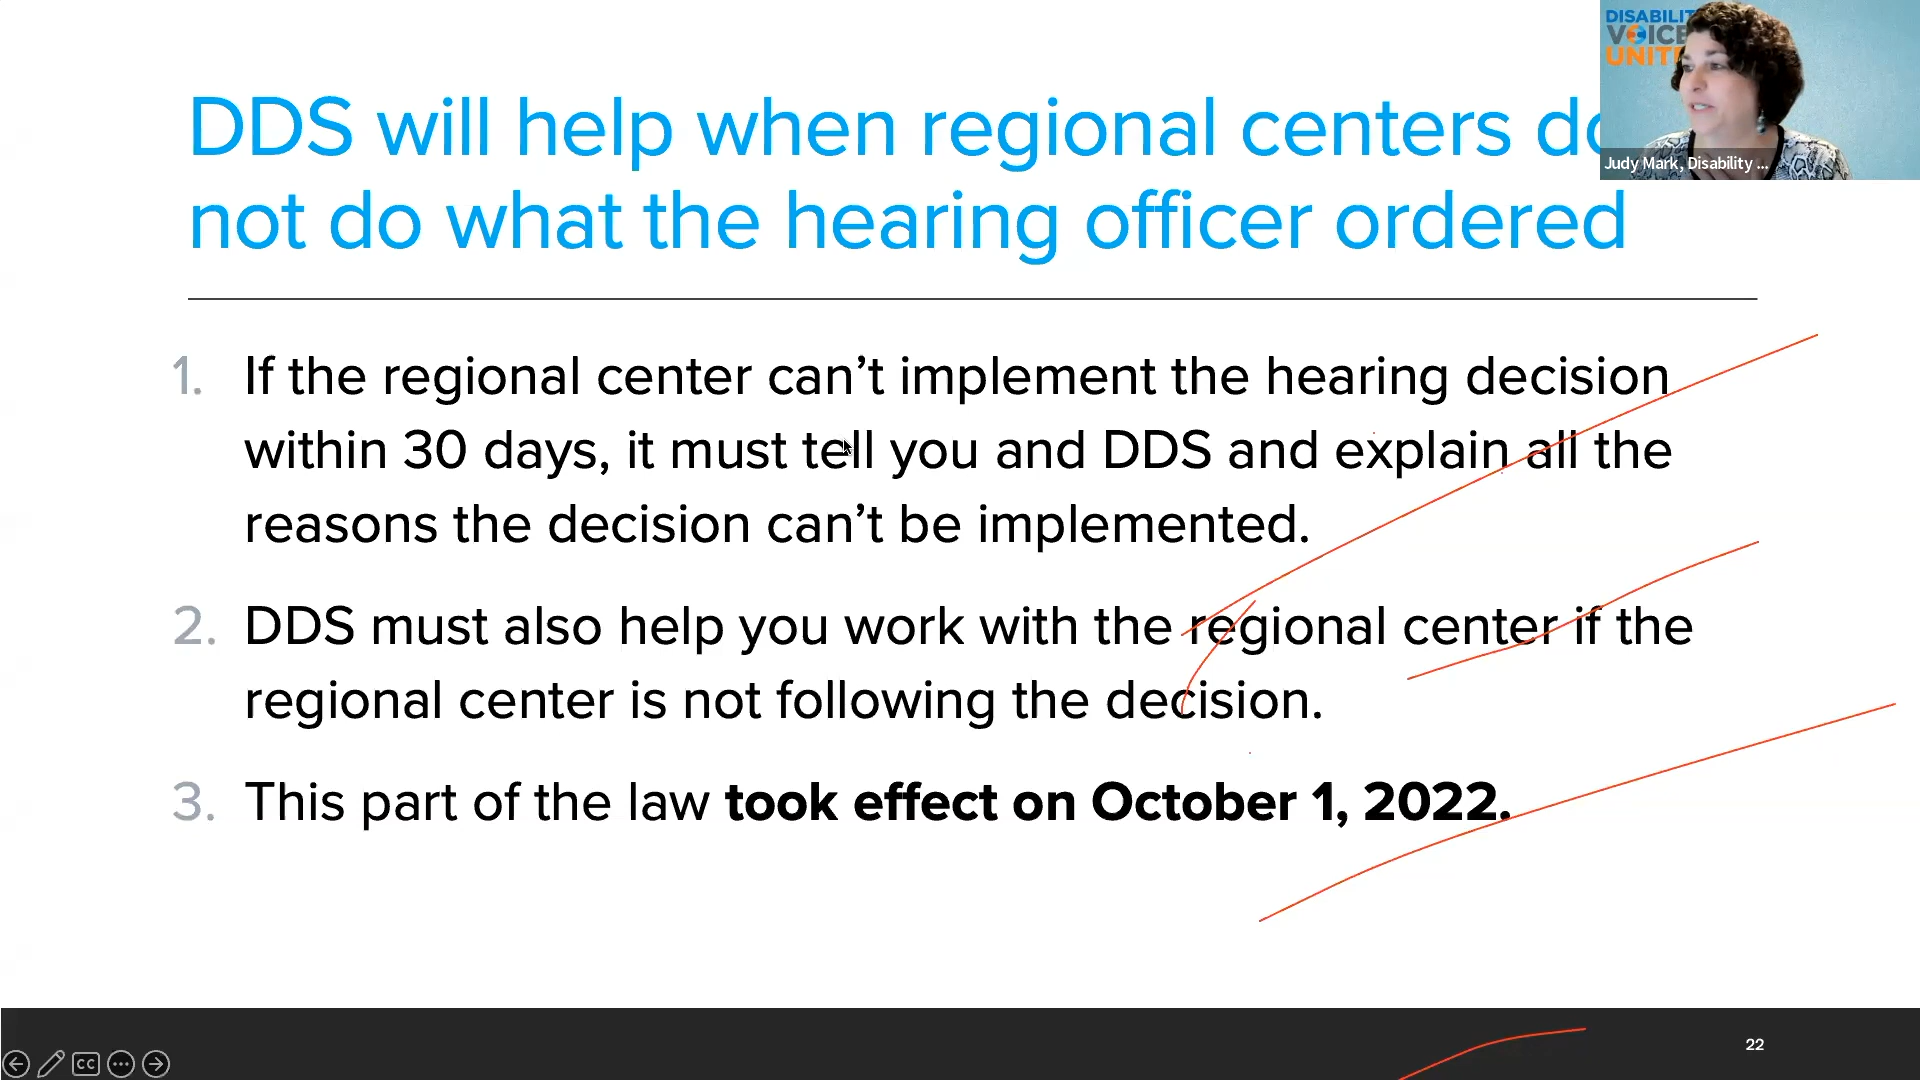 DISABILIT
VOICE
UNIT
Judy Mark, Disability ...
DDS will help when regional centers do
not do what the hearing officer ordered
1. If the regional center can’t implement the hearing decision
within 30 days, it must tell you and DDS and explain all the
reasons the decision can’t be implemented.
2. DDS must also help you work with the regional center if the
regional center is not following the decision.
3. This part of the law took effect on October 1, 2022.
CC
22